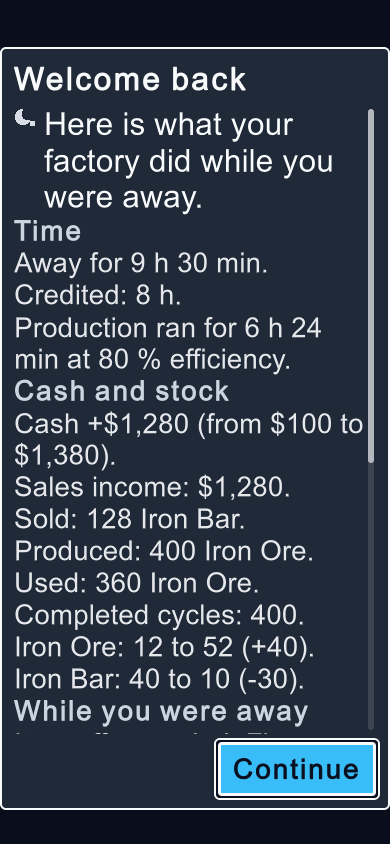 Welcome back
Here is what your
factory did while you
were away.
Time
Away for 9 h 30 min.
Credited: 8 h.
Production ran for 6 h 24
min at 80 % efficiency.
Cash and stock
Cash +$1,280 (from $100 to
$1,380).
Sales income: $1,280.
Sold: 128 Iron Bar.
Produced: 400 Iron Ore.
Used: 360 Iron Ore.
Completed cycles: 400.
Iron Ore: 12 to 52 (+40).
Iron Bar: 40 to 10 (-30).
While you were away
Continue